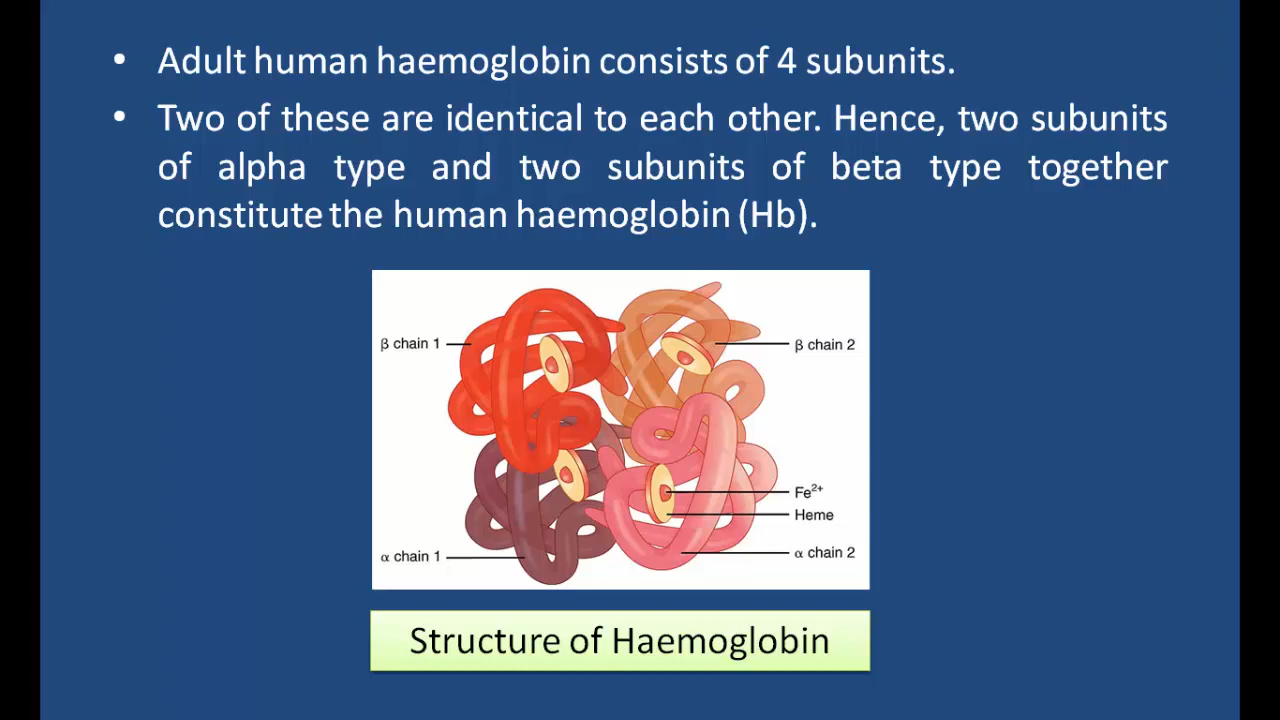 • Adult human haemoglobin consists of 4 subunits.
• Two of these are identical to each other. Hence, two subunits
of alpha type and two subunits of beta type together
constitute the human haemoglobin (Hb).
β chain 1
β chain 2
Fe²⁺
Heme
α chain 1
α chain 2
Structure of Haemoglobin